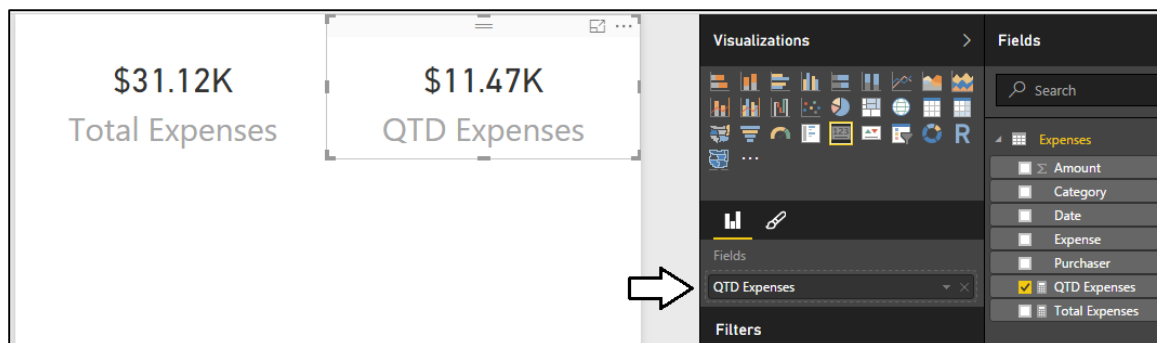 $31.12K
Total Expenses
$11.47K
QTD Expenses
Visualizations
123
R
Fields
QTD Expenses
Filters
Fields
Search
Expenses
Σ Amount
Category
Date
Expense
Purchaser
QTD Expenses
Total Expenses